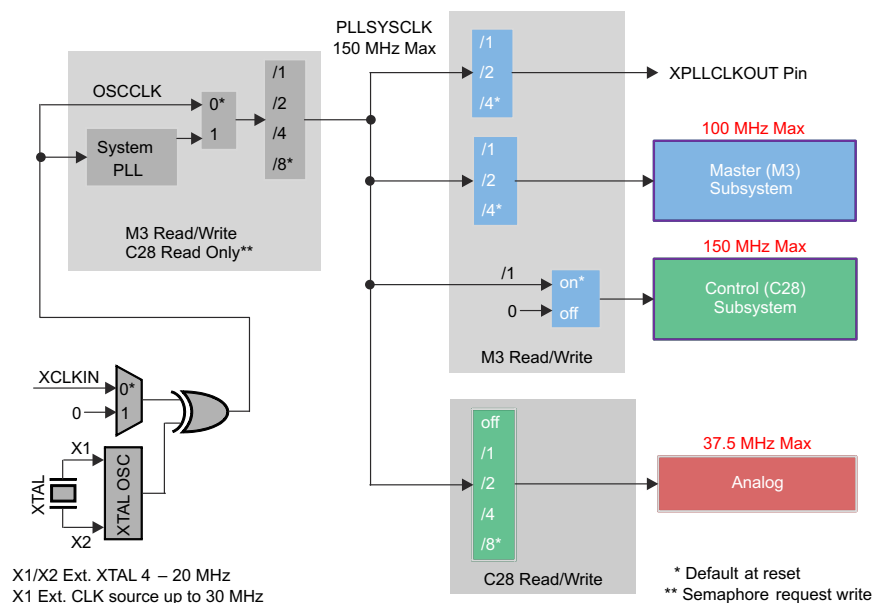 PLLSYSCLK
150 MHz Max
OSCCLK
System
PLL
0*
1
/1
/2
/4
/8*
M3 Read/Write
C28 Read Only**
/1
/2
/4*
XPLLCLKOUT Pin
/1
/2
/4*
100 MHz Max
Master (M3)
Subsystem
/1
0
on*
off
150 MHz Max
Control (C28)
Subsystem
M3 Read/Write
XCLKIN
0
0*
1
X1
XTAL
XTAL OSC
X2
off
/1
/2
/4
/8*
37.5 MHz Max
Analog
C28 Read/Write
X1/X2 Ext. XTAL 4 – 20 MHz
X1 Ext. CLK source up to 30 MHz
* Default at reset
** Semaphore request write